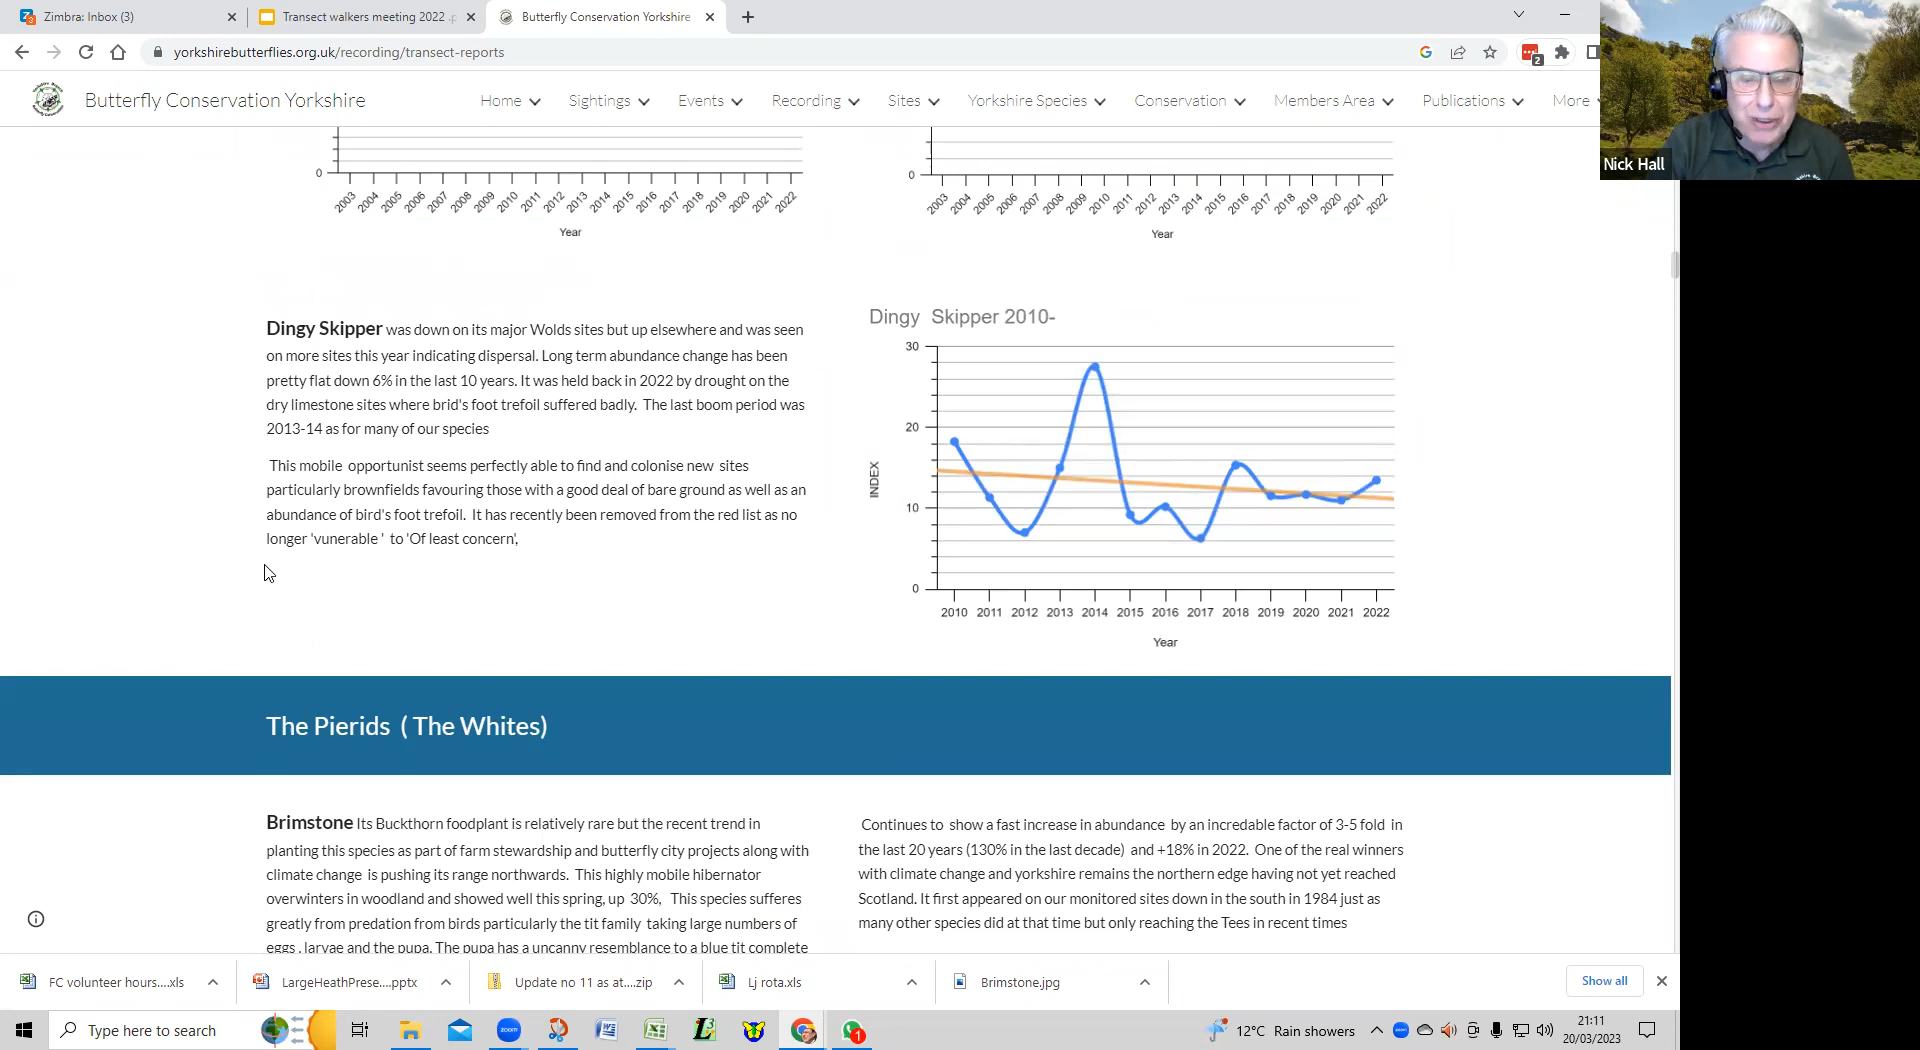 Zimbra: Inbox (3)
Transect walkers meeting 2022 .p
Butterfly Conservation Yorkshire
yorkshirebutterflies.org.uk/recording/transect-reports
2
Butterfly Conservation Yorkshire
Home
Sightings
Events
Recording
Sites
Yorkshire Species
Conservation
Members Area
Publications
More
Nick Hall
0
2003 2004 2005 2006 2007 2008 2009 2010 2011 2012 2013 2014 2015 2016 2017 2018 2019 2020 2021 2022
Year
0
2003 2004 2005 2006 2007 2008 2009 2010 2011 2012 2013 2014 2015 2016 2017 2018 2019 2020 2021 2022
Year
Dingy Skipper was down on its major Wolds sites but up elsewhere and was seen
on more sites this year indicating dispersal. Long term abundance change has been
pretty flat down 6% in the last 10 years. It was held back in 2022 by drought on the
dry limestone sites where brid's foot trefoil suffered badly. The last boom period was
2013-14 as for many of our species
This mobile opportunist seems perfectly able to find and colonise new sites
particularly brownfields favouring those with a good deal of bare ground as well as an
abundance of bird's foot trefoil. It has recently been removed from the red list as no
longer 'vunerable ' to 'Of least concern',
Dingy Skipper 2010-
30
20
10
0
INDEX
2010 2011 2012 2013 2014 2015 2016 2017 2018 2019 2020 2021 2022
Year
The Pierids ( The Whites)
Brimstone Its Buckthorn foodplant is relatively rare but the recent trend in
planting this species as part of farm stewardship and butterfly city projects along with
climate change is pushing its range northwards. This highly mobile hibernator
overwinters in woodland and showed well this spring, up 30%, This species sufferes
greatly from predation from birds particularly the tit family taking large numbers of
eggs , larvae and the pupa. The pupa has a uncanny resemblance to a blue tit complete
Continues to show a fast increase in abundance by an incredable factor of 3-5 fold in
the last 20 years (130% in the last decade) and +18% in 2022. One of the real winners
with climate change and yorkshire remains the northern edge having not yet reached
Scotland. It first appeared on our monitored sites down in the south in 1984 just as
many other species did at that time but only reaching the Tees in recent times
FC volunteer hours....xls
LargeHeathPrese....pptx
Update no 11 as at....zip
Lj rota.xls
Brimstone.jpg
Show all
Type here to search
zoom
1
12°C Rain showers
21:11
20/03/2023